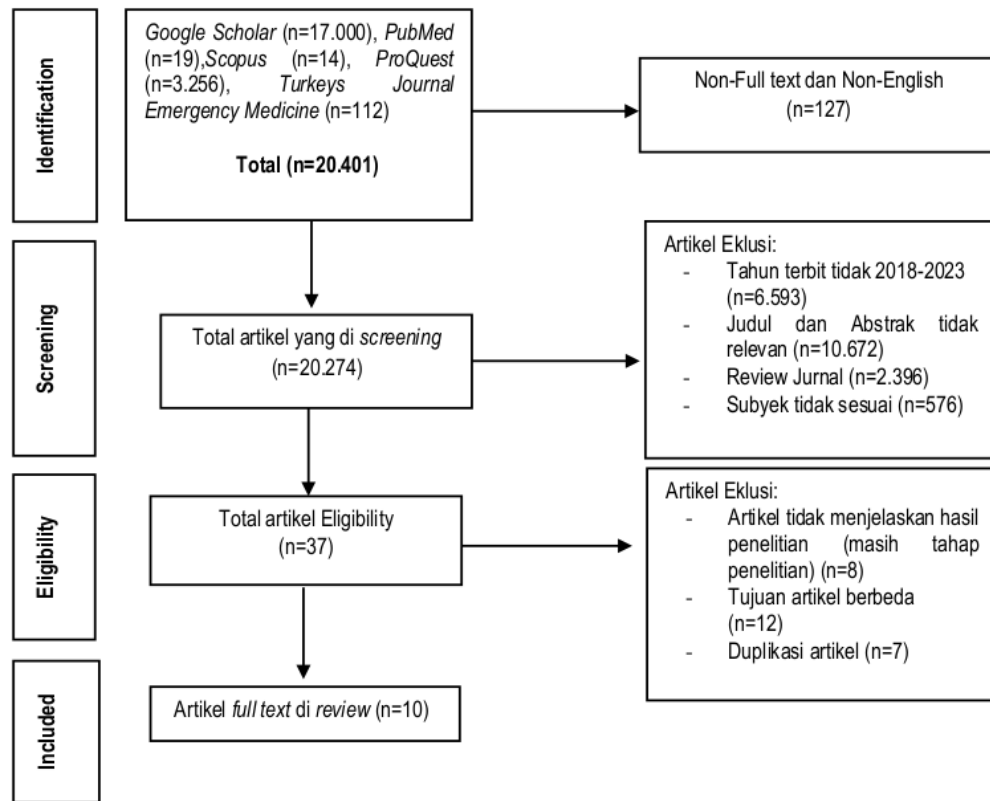 Identification
Google Scholar (n=17.000), PubMed
(n=19),Scopus (n=14), ProQuest
(n=3.256), Turkeys Journal
Emergency Medicine (n=112)
Total (n=20.401)
Non-Full text dan Non-English
(n=127)
Screening
Total artikel yang di screening
(n=20.274)
Artikel Eklusi:
- Tahun terbit tidak 2018-2023
(n=6.593)
- Judul dan Abstrak tidak
relevan (n=10.672)
- Review Jurnal (n=2.396)
- Subyek tidak sesuai (n=576)
Eligibility
Total artikel Eligibility
(n=37)
Artikel Eklusi:
- Artikel tidak menjelaskan hasil
penelitian (masih tahap
penelitian) (n=8)
- Tujuan artikel berbeda
(n=12)
- Duplikasi artikel (n=7)
Included
Artikel full text di review (n=10)